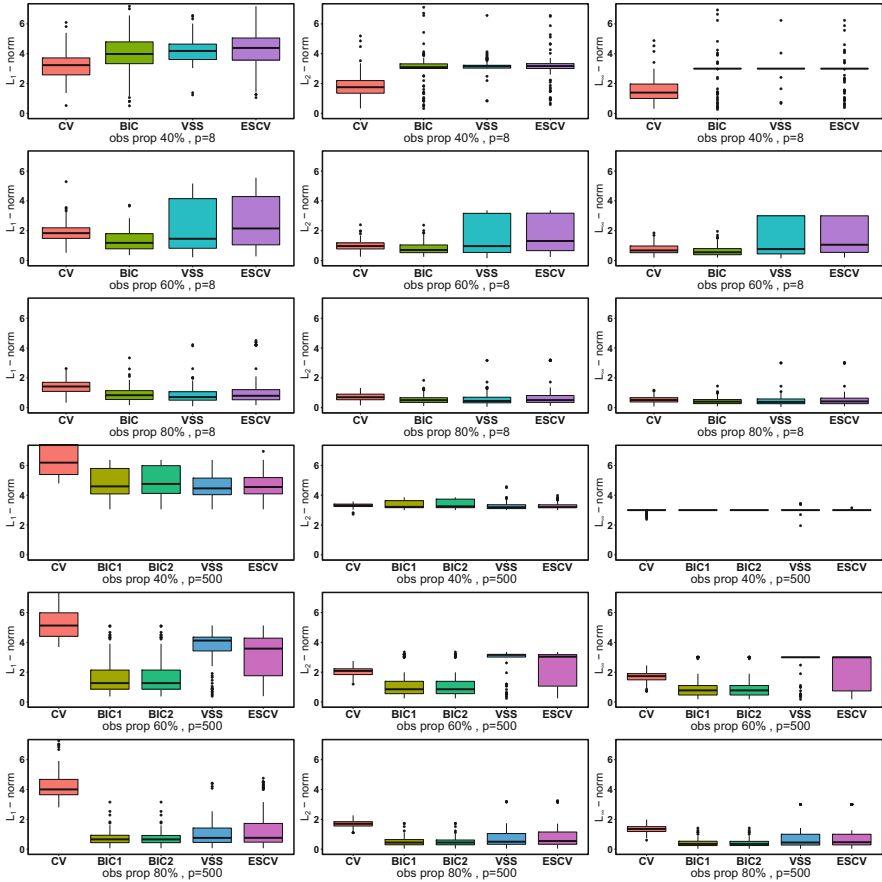 L1 − norm
6
4
2
0
CV BIC VSS ESCV
obs prop 40% , p=8
L2 − norm
6
4
2
0
CV BIC VSS ESCV
obs prop 40% , p=8
L∞ − norm
6
4
2
0
CV BIC VSS ESCV
obs prop 40% , p=8
L1 − norm
6
4
2
0
CV BIC VSS ESCV
obs prop 60% , p=8
L2 − norm
6
4
2
0
CV BIC VSS ESCV
obs prop 60% , p=8
L∞ − norm
6
4
2
0
CV BIC VSS ESCV
obs prop 60% , p=8
L1 − norm
6
4
2
0
CV BIC VSS ESCV
obs prop 80% , p=8
L2 − norm
6
4
2
0
CV BIC VSS ESCV
obs prop 80% , p=8
L∞ − norm
6
4
2
0
CV BIC VSS ESCV
obs prop 80% , p=8
L1 − norm
6
4
2
0
CV BIC1 BIC2 VSS ESCV
obs prop 40% , p=500
L2 − norm
6
4
2
0
CV BIC1 BIC2 VSS ESCV
obs prop 40% , p=500
L∞ − norm
6
4
2
0
CV BIC1 BIC2 VSS ESCV
obs prop 40% , p=500
L1 − norm
6
4
2
0
CV BIC1 BIC2 VSS ESCV
obs prop 60% , p=500
L2 − norm
6
4
2
0
CV BIC1 BIC2 VSS ESCV
obs prop 60% , p=500
L∞ − norm
6
4
2
0
CV BIC1 BIC2 VSS ESCV
obs prop 60% , p=500
L1 − norm
6
4
2
0
CV BIC1 BIC2 VSS ESCV
obs prop 80% , p=500
L2 − norm
6
4
2
0
CV BIC1 BIC2 VSS ESCV
obs prop 80% , p=500
L∞ − norm
6
4
2
0
CV BIC1 BIC2 VSS ESCV
obs prop 80% , p=500